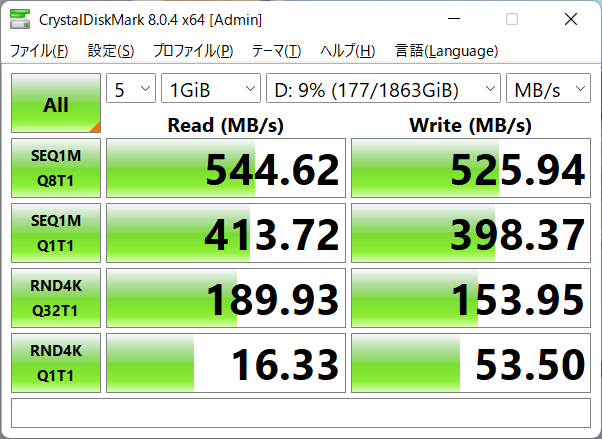 CrystalDiskMark 8.0.4 x64 [Admin]
ファイル(F) 設定(S) プロファイル(P) テーマ(T) ヘルプ(H) 言語(Language)
All 5 1GiB D: 9% (177/1863GiB) MB/s
Read (MB/s) Write (MB/s)
SEQ1M
Q8T1 544.62 525.94
SEQ1M
Q1T1 413.72 398.37
RND4K
Q32T1 189.93 153.95
RND4K
Q1T1 16.33 53.50